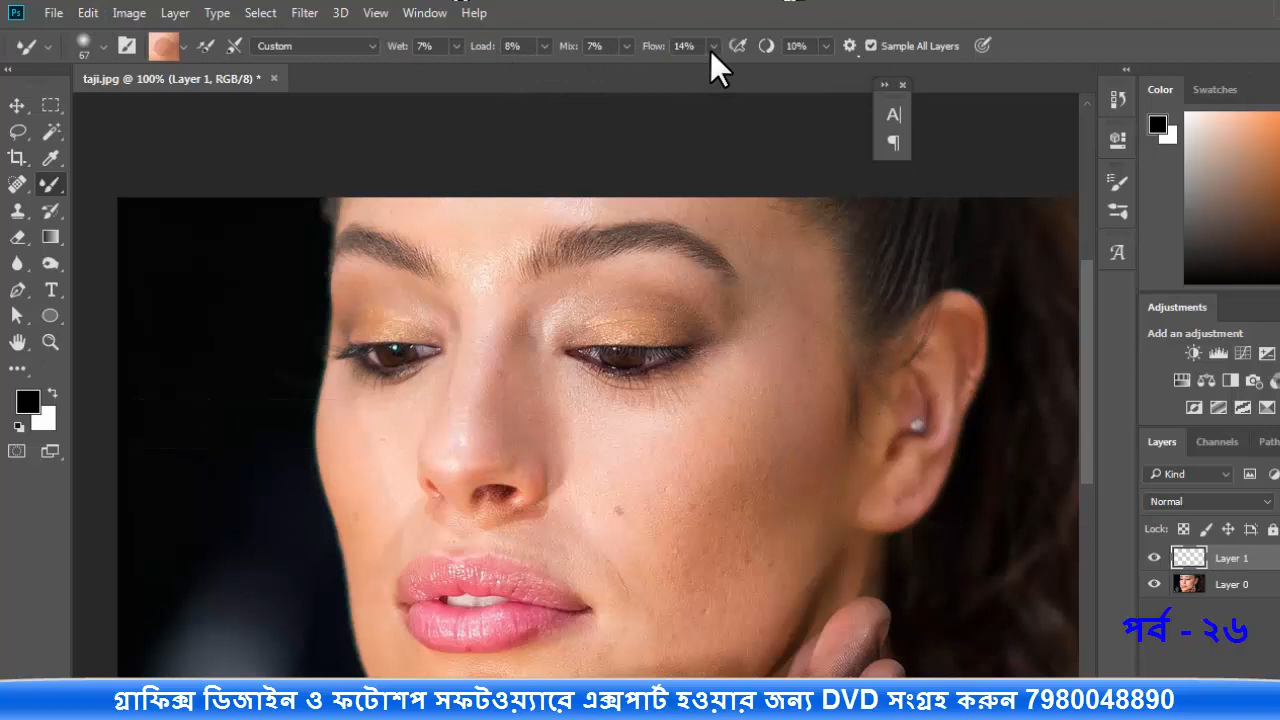 Ps File Edit Image Layer Type Select Filter 3D View Window Help
67 Custom Wet: 7% Load: 8% Mix: 7% Flow: 14% 10% Sample All Layers
taji.jpg @ 100% (Layer 1, RGB/8) *
Color Swatches
Adjustments
Add an adjustment
Layers Channels Path
Kind
Normal
Lock:
Layer 1
Layer 0
পর্ব - ২৬
গ্রাফিক্স ডিজাইন ও ফটোশপ সফটওয়্যারে এক্সপার্ট হওয়ার জন্য DVD সংগ্রহ করুন 7980048890